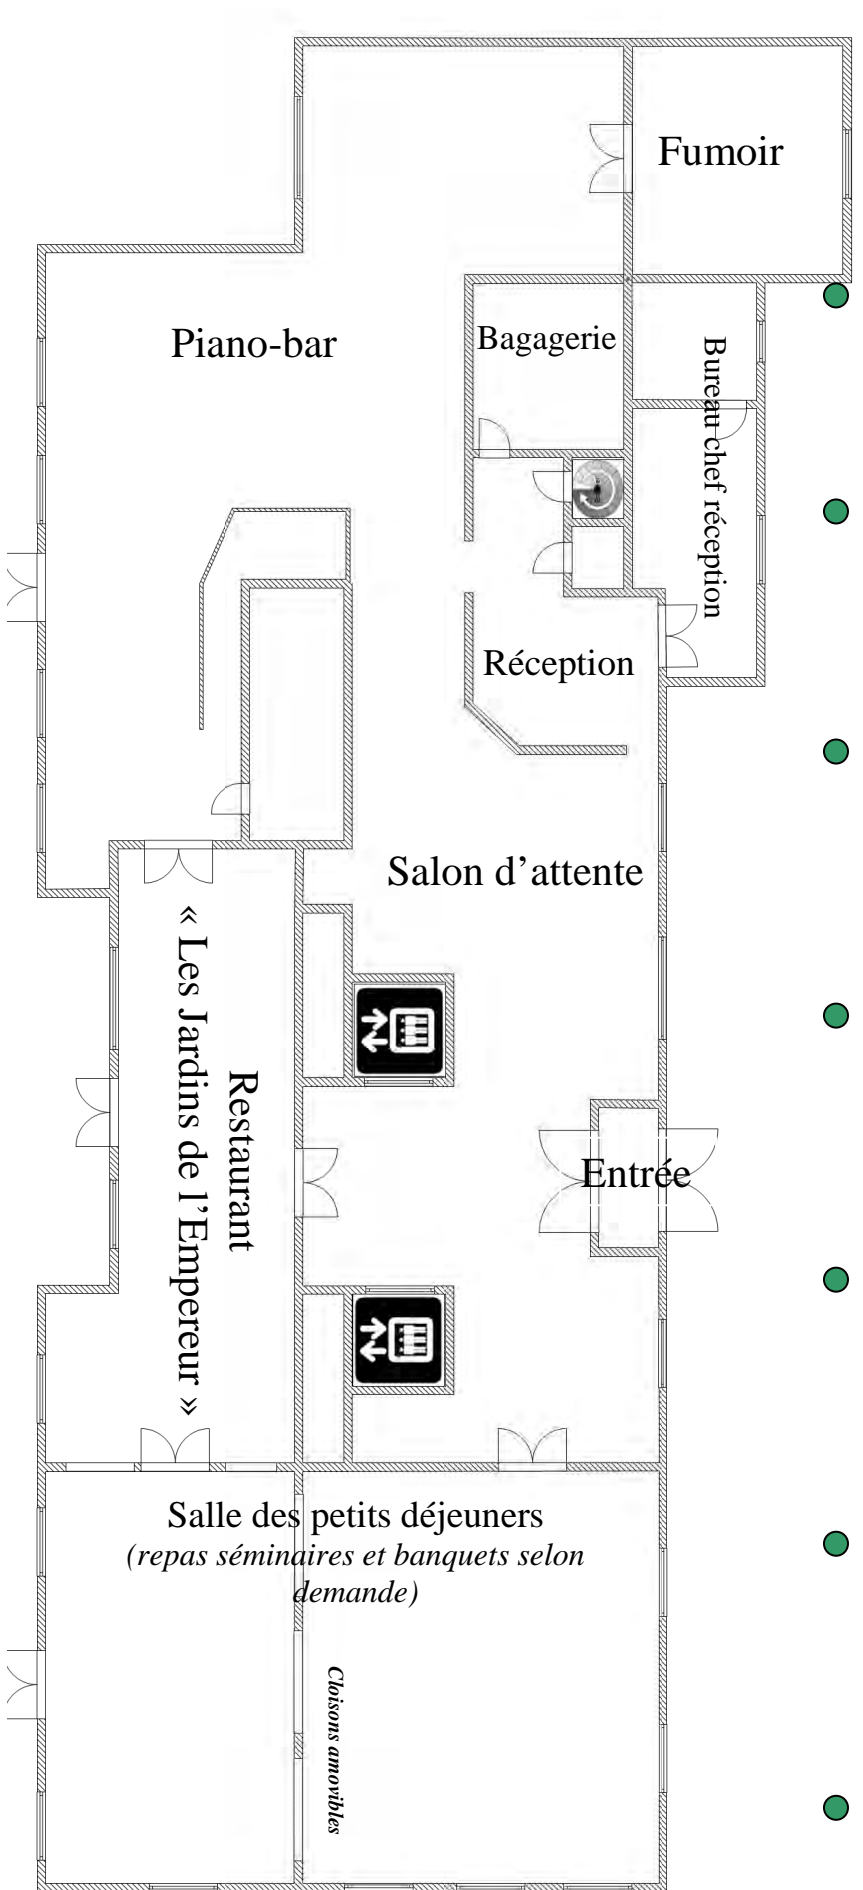 Fumoir
Piano-bar
Bagagerie
Bureau chef réception
Réception
Salon d’attente
Restaurant
« Les Jardins de l’Empereur »
Entrée
Salle des petits déjeuners
(repas séminaires et banquets selon
demande)
Cloisons amovibles